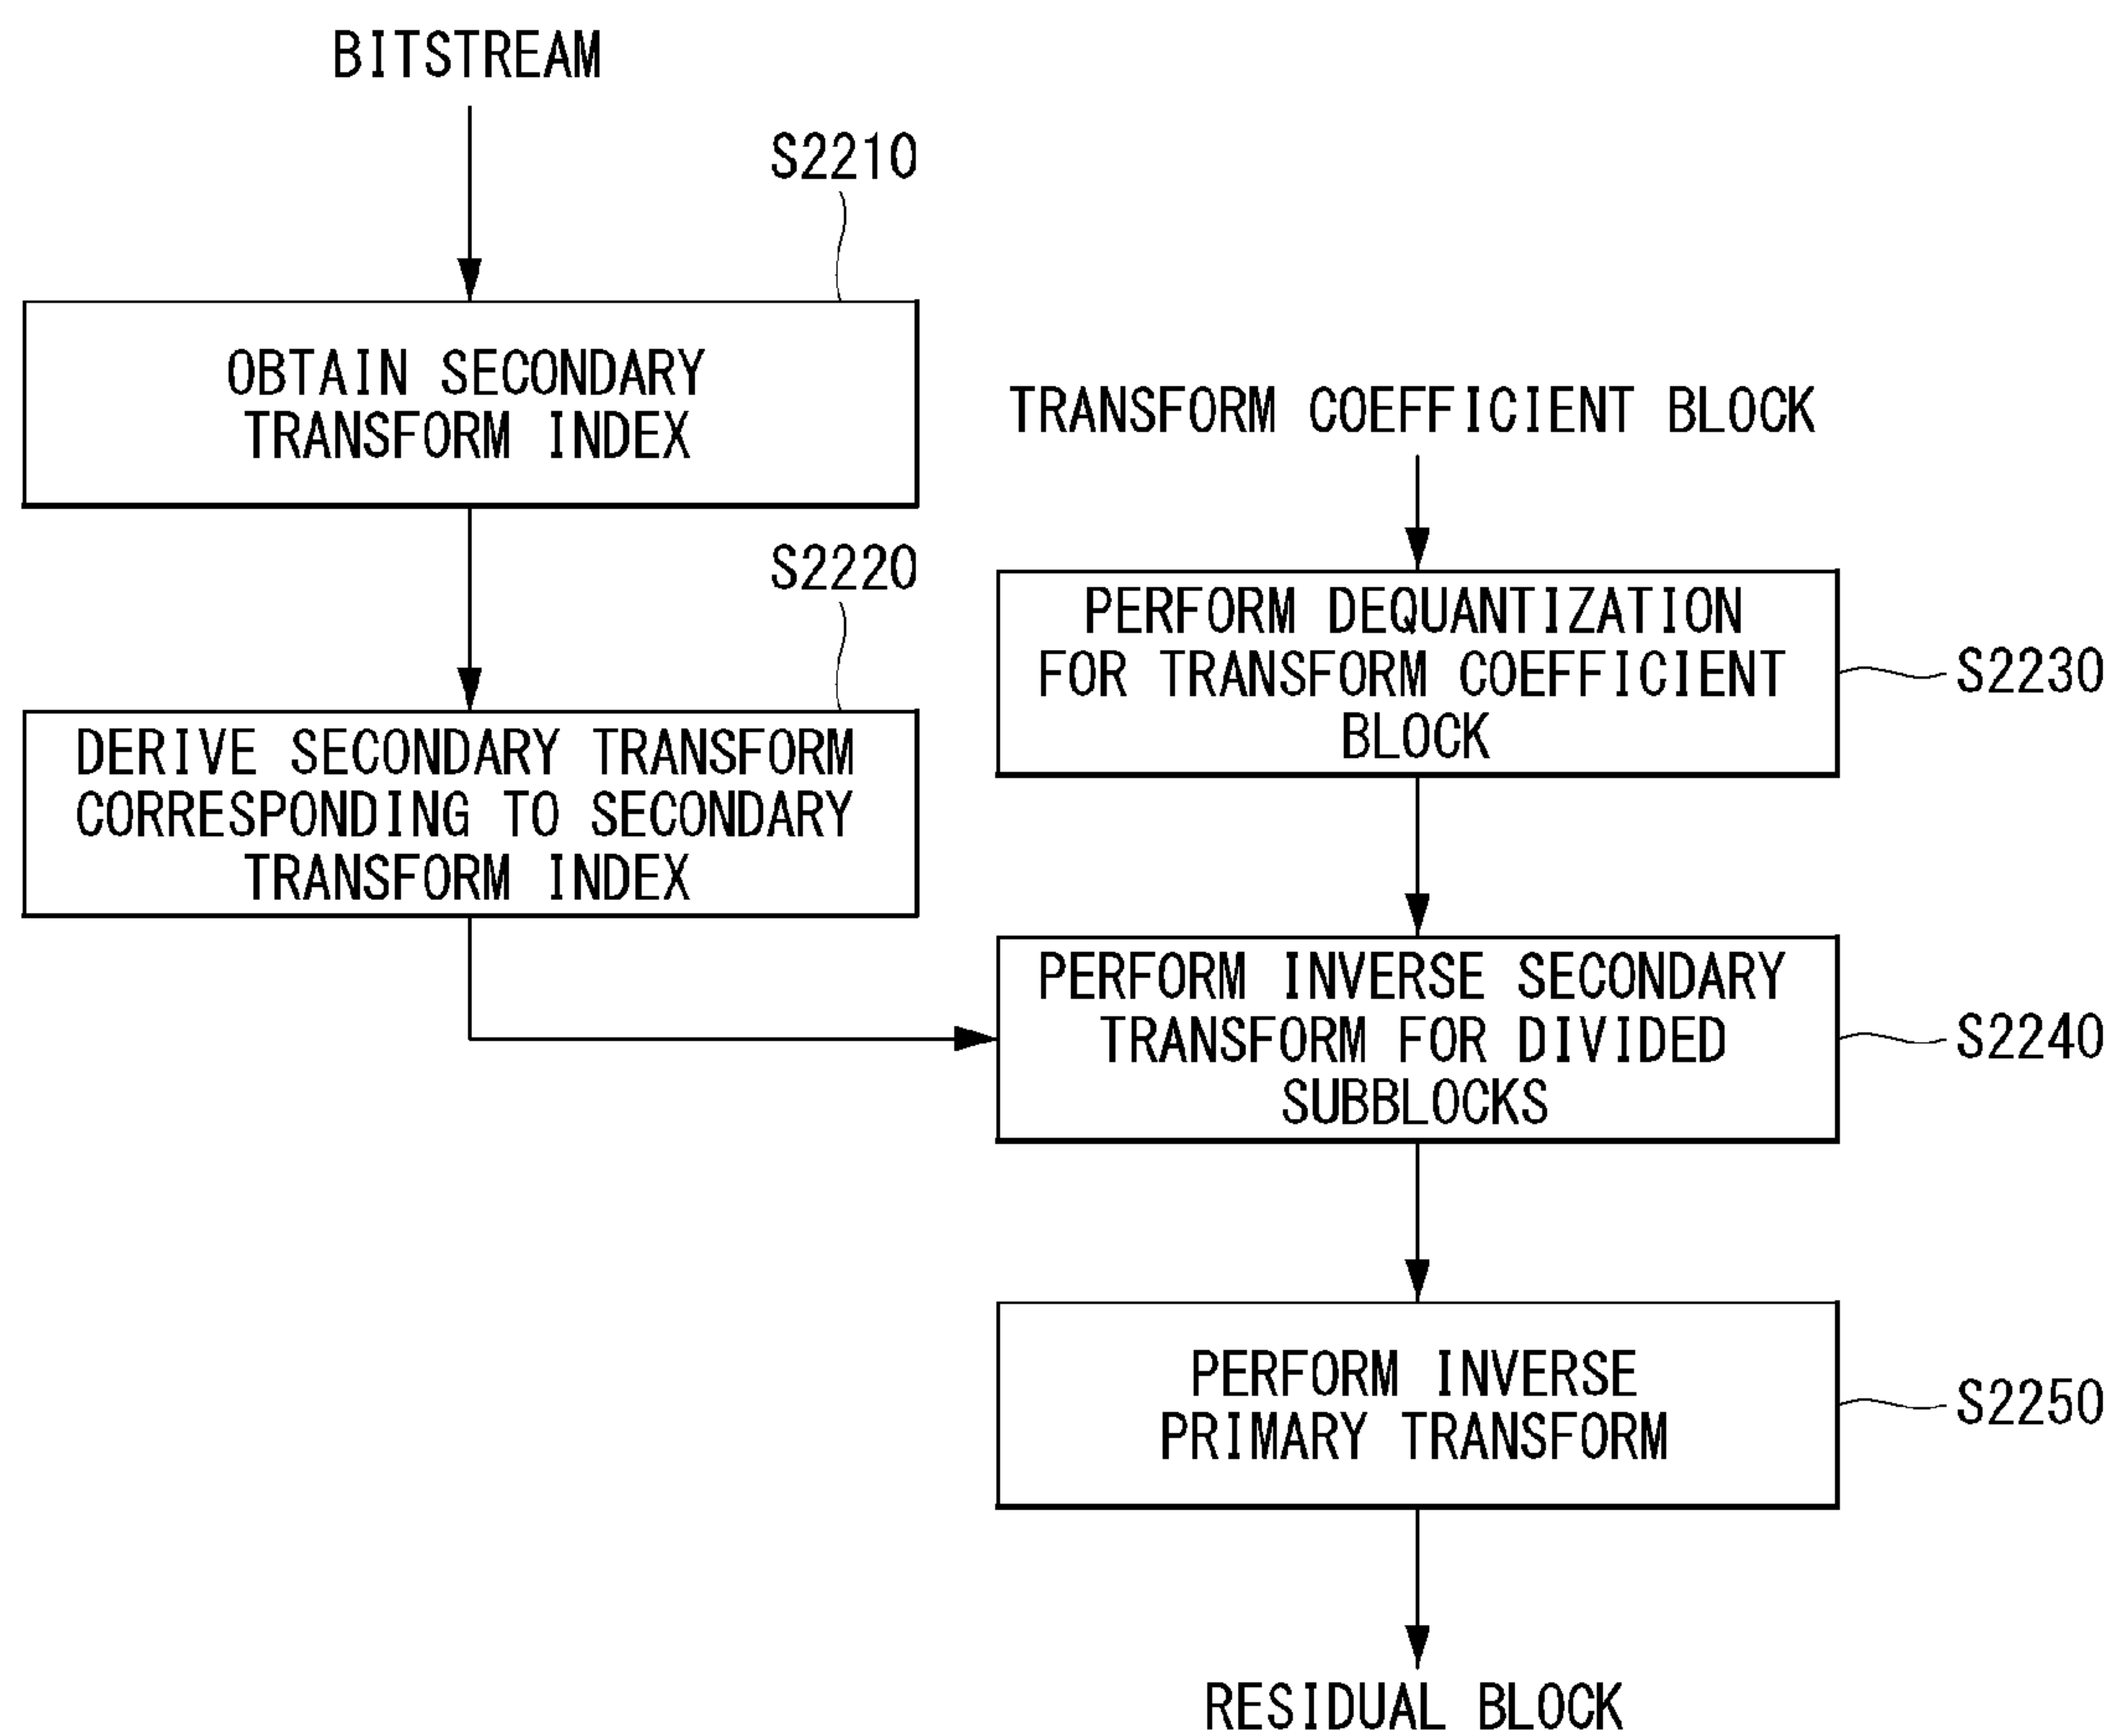 BITSTREAM
S2210
OBTAIN SECONDARY
TRANSFORM INDEX
S2220
DERIVE SECONDARY TRANSFORM
CORRESPONDING TO SECONDARY
TRANSFORM INDEX
TRANSFORM COEFFICIENT BLOCK
PERFORM DEQUANTIZATION
FOR TRANSFORM COEFFICIENT
BLOCK
S2230
PERFORM INVERSE SECONDARY
TRANSFORM FOR DIVIDED
SUBBLOCKS
S2240
PERFORM INVERSE
PRIMARY TRANSFORM
S2250
RESIDUAL BLOCK